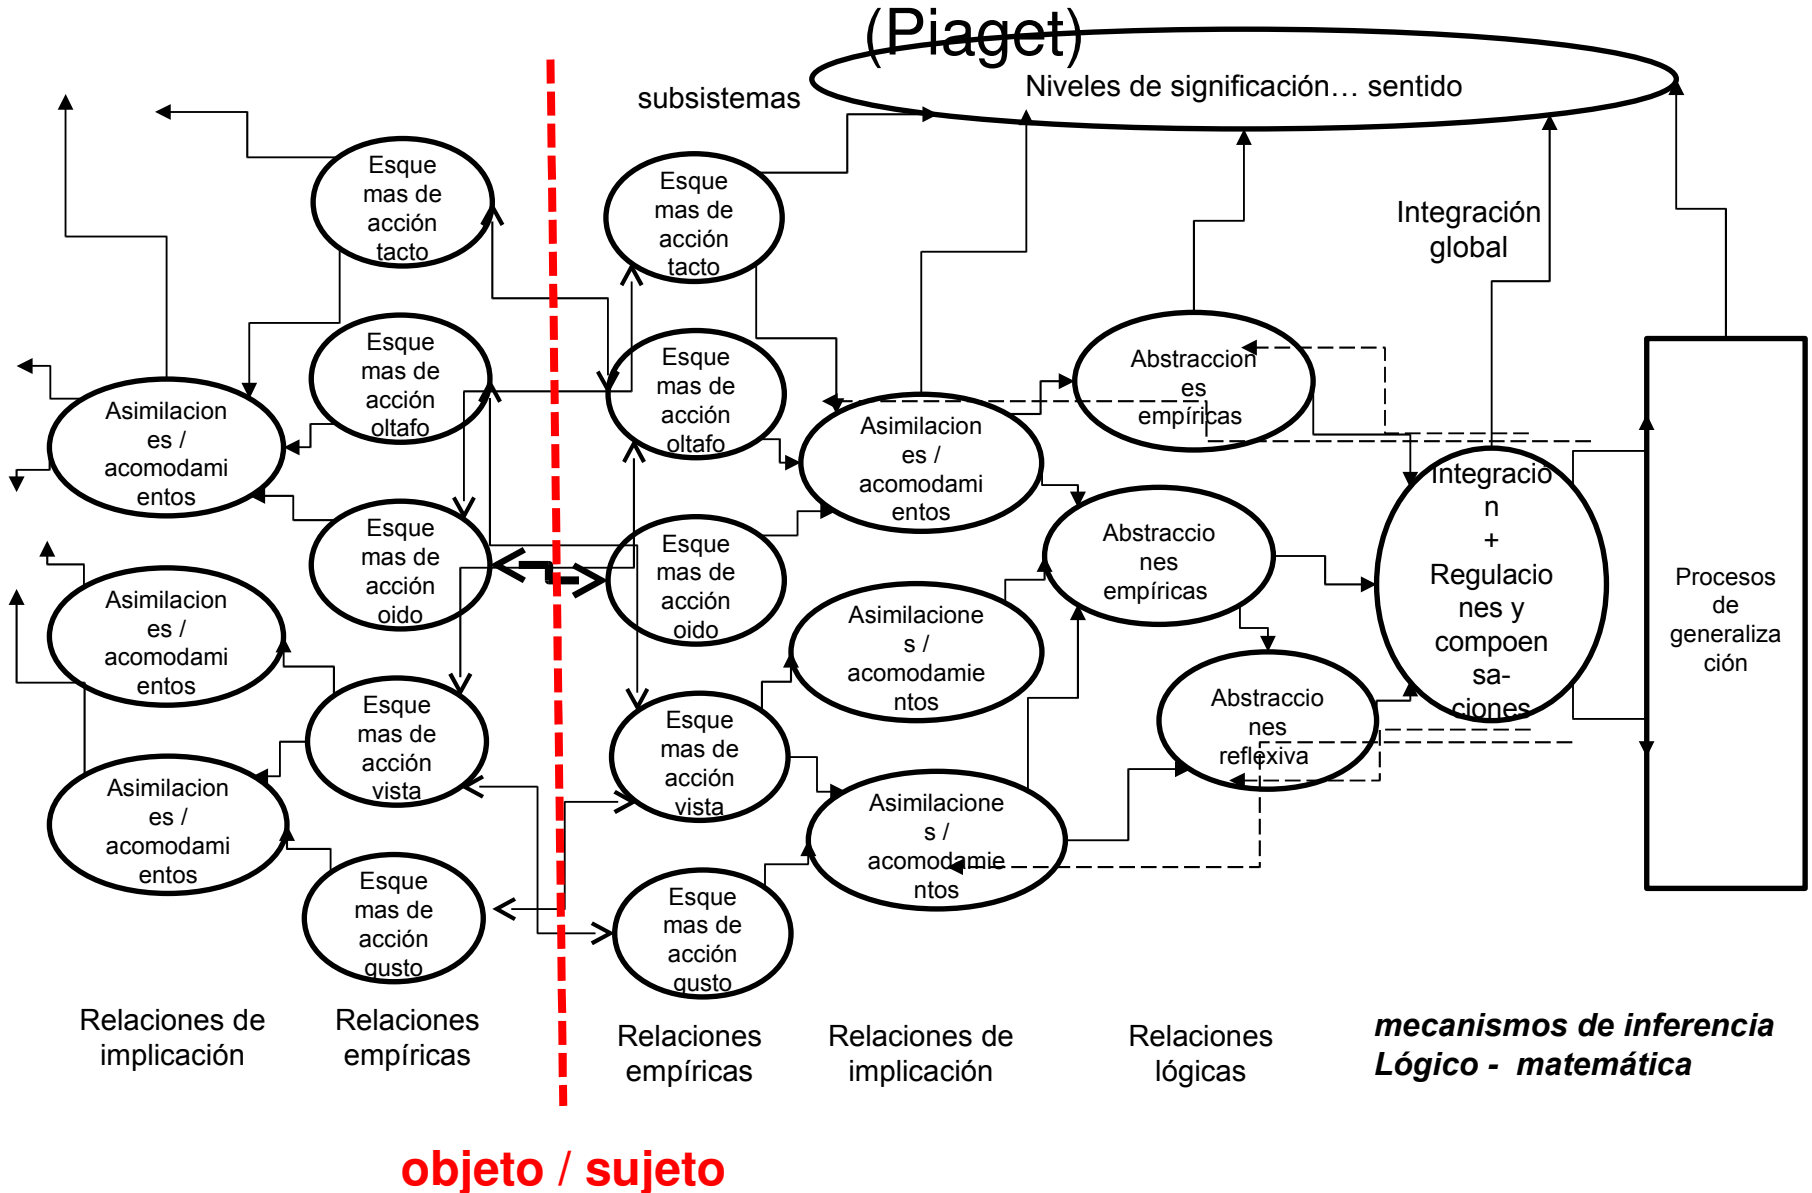 (Piaget)
Niveles de significación… sentido
subsistemas
Integración
global
Esque
mas de
acción
tacto
Esque
mas de
acción
oltafo
Esque
mas de
acción
oido
Esque
mas de
acción
vista
Esque
mas de
acción
gusto
Asimilacion
es /
acomodami
entos
Asimilacion
es /
acomodami
entos
Asimilacion
es /
acomodami
entos
Esque
mas de
acción
tacto
Esque
mas de
acción
oltafo
Esque
mas de
acción
oido
Esque
mas de
acción
vista
Esque
mas de
acción
gusto
Asimilacion
es /
acomodami
entos
Asimilacione
s /
acomodamie
ntos
Asimilacione
s /
acomodamie
ntos
Abstraccion
es
empíricas
Abstraccio
nes
empíricas
Abstraccio
nes
reflexiva
Integració
n
+
Regulacio
nes y
compoen
sa-
ciones
Procesos
de
generaliza
ción
Relaciones de
implicación
Relaciones
empíricas
Relaciones
empíricas
Relaciones de
implicación
Relaciones
lógicas
mecanismos de inferencia
Lógico - matemática
objeto / sujeto